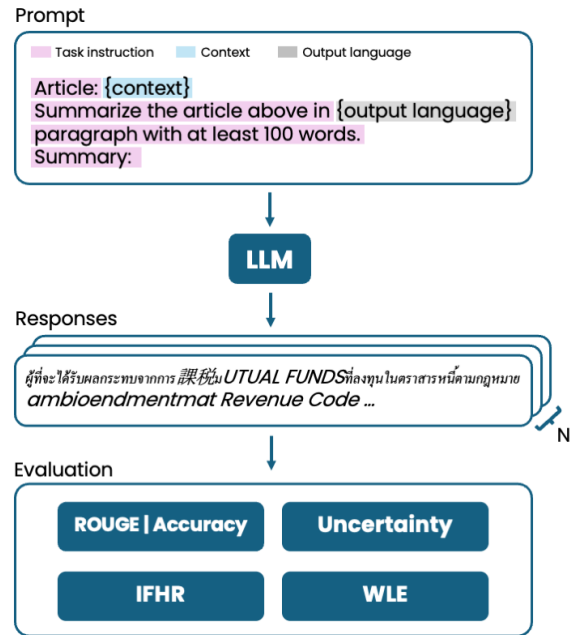 Prompt
Task instruction Context Output language
Article: {context}
Summarize the article above in {output language}
paragraph with at least 100 words.
Summary:
LLM
Responses
ผู้ที่จะได้รับผลกระทบจากการ 課税มUTUAL FUNDSที่ลงทุนในตราสารหนี้ตามกฎหมาย
ambioendmentmat Revenue Code ...
N
Evaluation
ROUGE | Accuracy Uncertainty
IFHR WLE